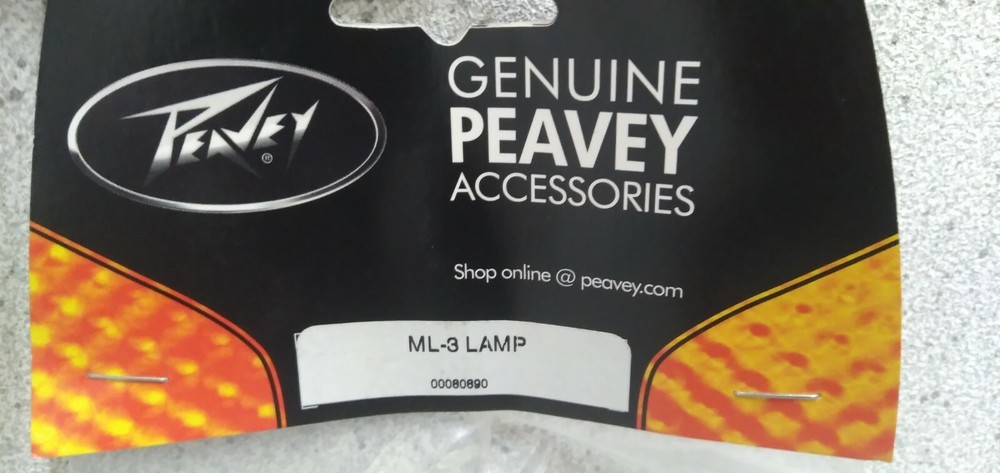 PEAVEY®
GENUINE
PEAVEY
ACCESSORIES
Shop online @ peavey.com
ML-3 LAMP
00080890